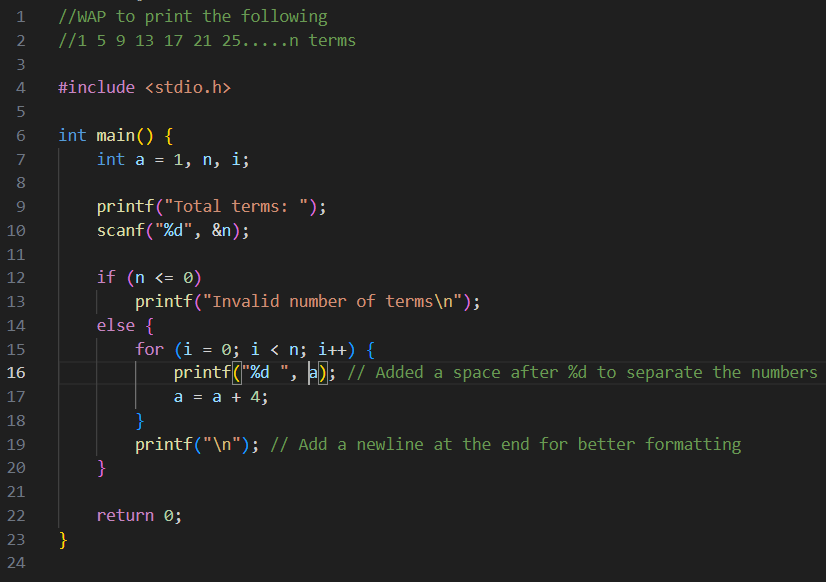 1 //WAP to print the following
2 //1 5 9 13 17 21 25.....n terms
3
4 #include <stdio.h>
5
6 int main() {
7     int a = 1, n, i;
8
9     printf("Total terms: ");
10     scanf("%d", &n);
11
12     if (n <= 0)
13         printf("Invalid number of terms\n");
14     else {
15         for (i = 0; i < n; i++) {
16             printf("%d ", a); // Added a space after %d to separate the numbers
17             a = a + 4;
18         }
19         printf("\n"); // Add a newline at the end for better formatting
20     }
21
22     return 0;
23 }
24